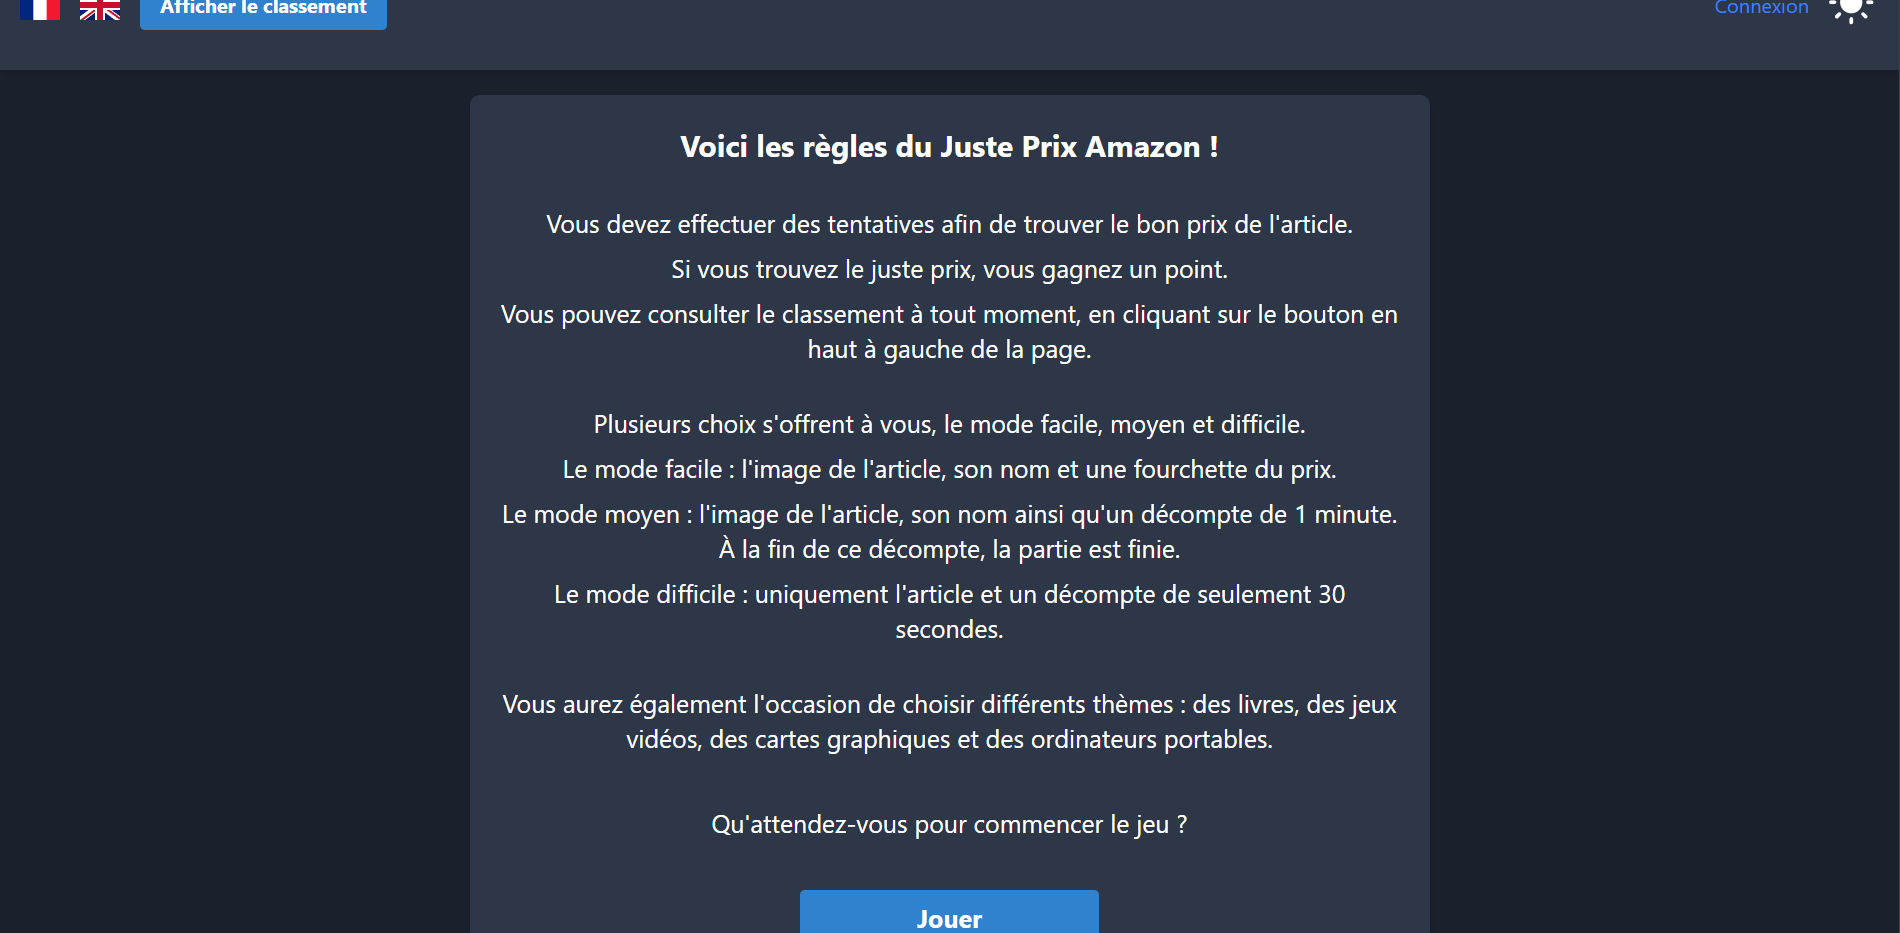 Afficher le classement
Connexion
Voici les règles du Juste Prix Amazon !
Vous devez effectuer des tentatives afin de trouver le bon prix de l'article.
Si vous trouvez le juste prix, vous gagnez un point.
Vous pouvez consulter le classement à tout moment, en cliquant sur le bouton en
haut à gauche de la page.
Plusieurs choix s'offrent à vous, le mode facile, moyen et difficile.
Le mode facile : l'image de l'article, son nom et une fourchette du prix.
Le mode moyen : l'image de l'article, son nom ainsi qu'un décompte de 1 minute.
À la fin de ce décompte, la partie est finie.
Le mode difficile : uniquement l'article et un décompte de seulement 30
secondes.
Vous aurez également l'occasion de choisir différents thèmes : des livres, des jeux
vidéos, des cartes graphiques et des ordinateurs portables.
Qu'attendez-vous pour commencer le jeu ?
Jouer